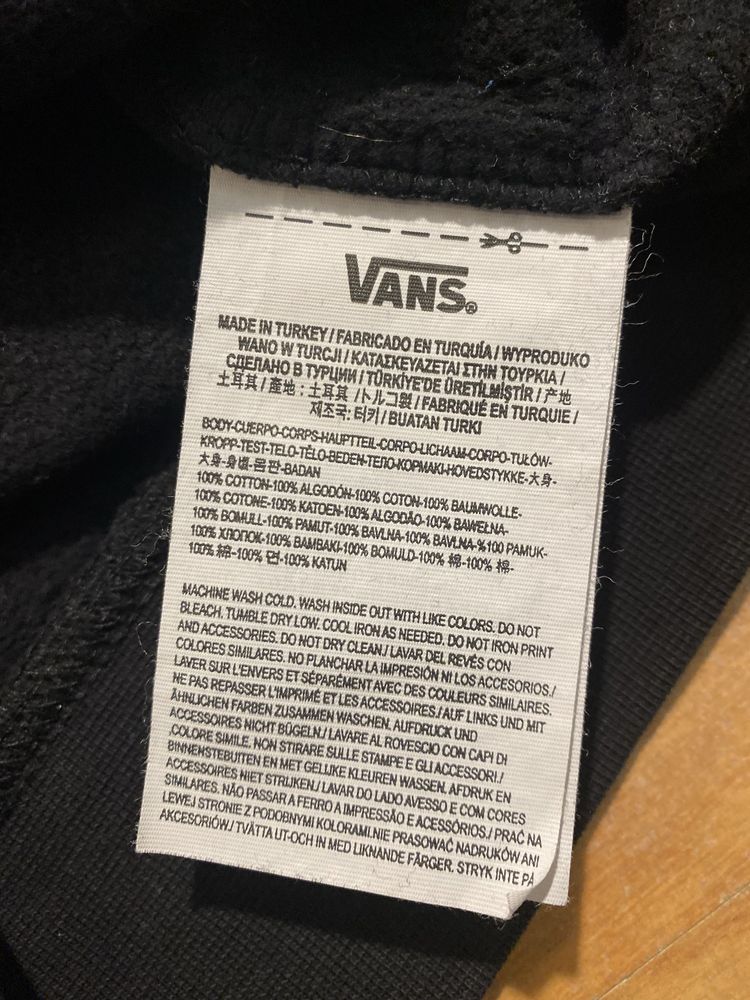 VANS®
MADE IN TURKEY / FABRICADO EN TURQUÍA / WYPRODUKO
WANO W TURCJI / ΚΑΤΑΣΚΕΥΑΖΕΤΑΙ ΣΤΗΝ ΤΟΥΡΚΙΑ /
СДЕЛАНО В ТУРЦИИ / TÜRKİYE'DE ÜRETİLMİŞTİR / 产地
土耳其 / 產地 : 土耳其 / トルコ製 / FABRIQUÉ EN TURQUIE /
제조국: 터키 / BUATAN TURKI
BODY-CUERPO-CORPS-HAUPTTEIL-CORPO-LICHAAM-CORPO-TUŁÓW-
KROPP-TEST-TELO-TĚLO-BEDEN-ТЕЛО-ΚΟΡΜΑΚΙ-HOVEDSTYKKE-大身-
大身-身頃-몸판-BADAN
100% COTTON-100% ALGODÓN-100% COTON-100% BAUMWOLLE-
100% COTONE-100% KATOEN-100% ALGODÃO-100% BAWEŁNA-
100% BOMULL-100% PAMUT-100% BAVLNA-100% BAVLNA-%100 PAMUK-
100% ХЛОПОК-100% ΒΑΜΒΑΚΙ-100% BOMULD-100% 棉-100% 棉-
100% 綿-100% 면-100% KATUN
MACHINE WASH COLD. WASH INSIDE OUT WITH LIKE COLORS. DO NOT
BLEACH. TUMBLE DRY LOW. COOL IRON AS NEEDED. DO NOT IRON PRINT
AND ACCESSORIES. DO NOT DRY CLEAN./ LAVAR DEL REVÉS CON
COLORES SIMILARES. NO PLANCHAR LA IMPRESIÓN NI LOS ACCESORIOS./
LAVER SUR L'ENVERS ET SÉPARÉMENT AVEC DES COULEURS SIMILAIRES.
NE PAS REPASSER L'IMPRIMÉ ET LES ACCESSOIRES./ AUF LINKS UND MIT
ÄHNLICHEN FARBEN ZUSAMMEN WASCHEN. AUFDRUCK UND
ACCESSOIRES NICHT BÜGELN./ LAVARE AL ROVESCIO CON CAPI DI
COLORE SIMILE. NON STIRARE SULLE STAMPE E GLI ACCESSORI./
BINNENSTEBUITEN EN MET GELIJKE KLEUREN WASSEN. AFDRUK EN
ACCESSOIRES NIET STRIJKEN./ LAVAR DO LADO AVESSO E COM CORES
SIMILARES. NÃO PASSAR A FERRO A IMPRESSÃO E ACESSÓRIOS./ PRAĆ NA
LEWEJ STRONIE Z PODOBNYMI KOLORAMI.NIE PRASOWAĆ NADRUKÓW ANI
AKCESORIÓW./ TVÄTTA UT-OCH IN MED LIKNANDE FÄRGER. STRYK INTE PÅ